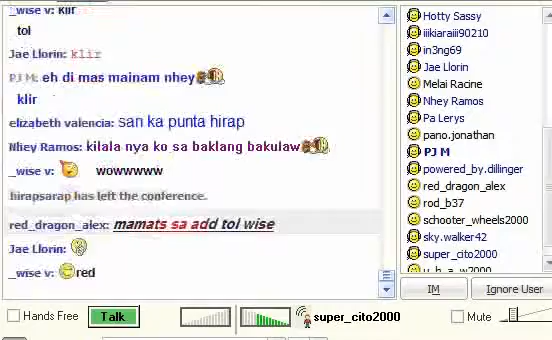 _wise v: klir
tol
Jae Llorin: klir
PJ M: eh di mas mainam nhey
klir
elizabeth valencia: san ka punta hirap
Nhey Ramos: kilala nya ko sa baklang bakulaw
_wise v: wowwwww
hirapsarap has left the conference.
red_dragon_alex: mamats sa add tol wise
Jae Llorin:
_wise v: red
Hotty Sassy
iiikiaraiii90210
in3ng69
Jae Llorin
Melai Racine
Nhey Ramos
Pa Lerys
pano.jonathan
PJ M
powered_by.dillinger
red_dragon_alex
rod_b37
schooter_wheels2000
sky.walker42
super_cito2000
IM
Ignore User
Hands Free
Talk
super_cito2000
Mute